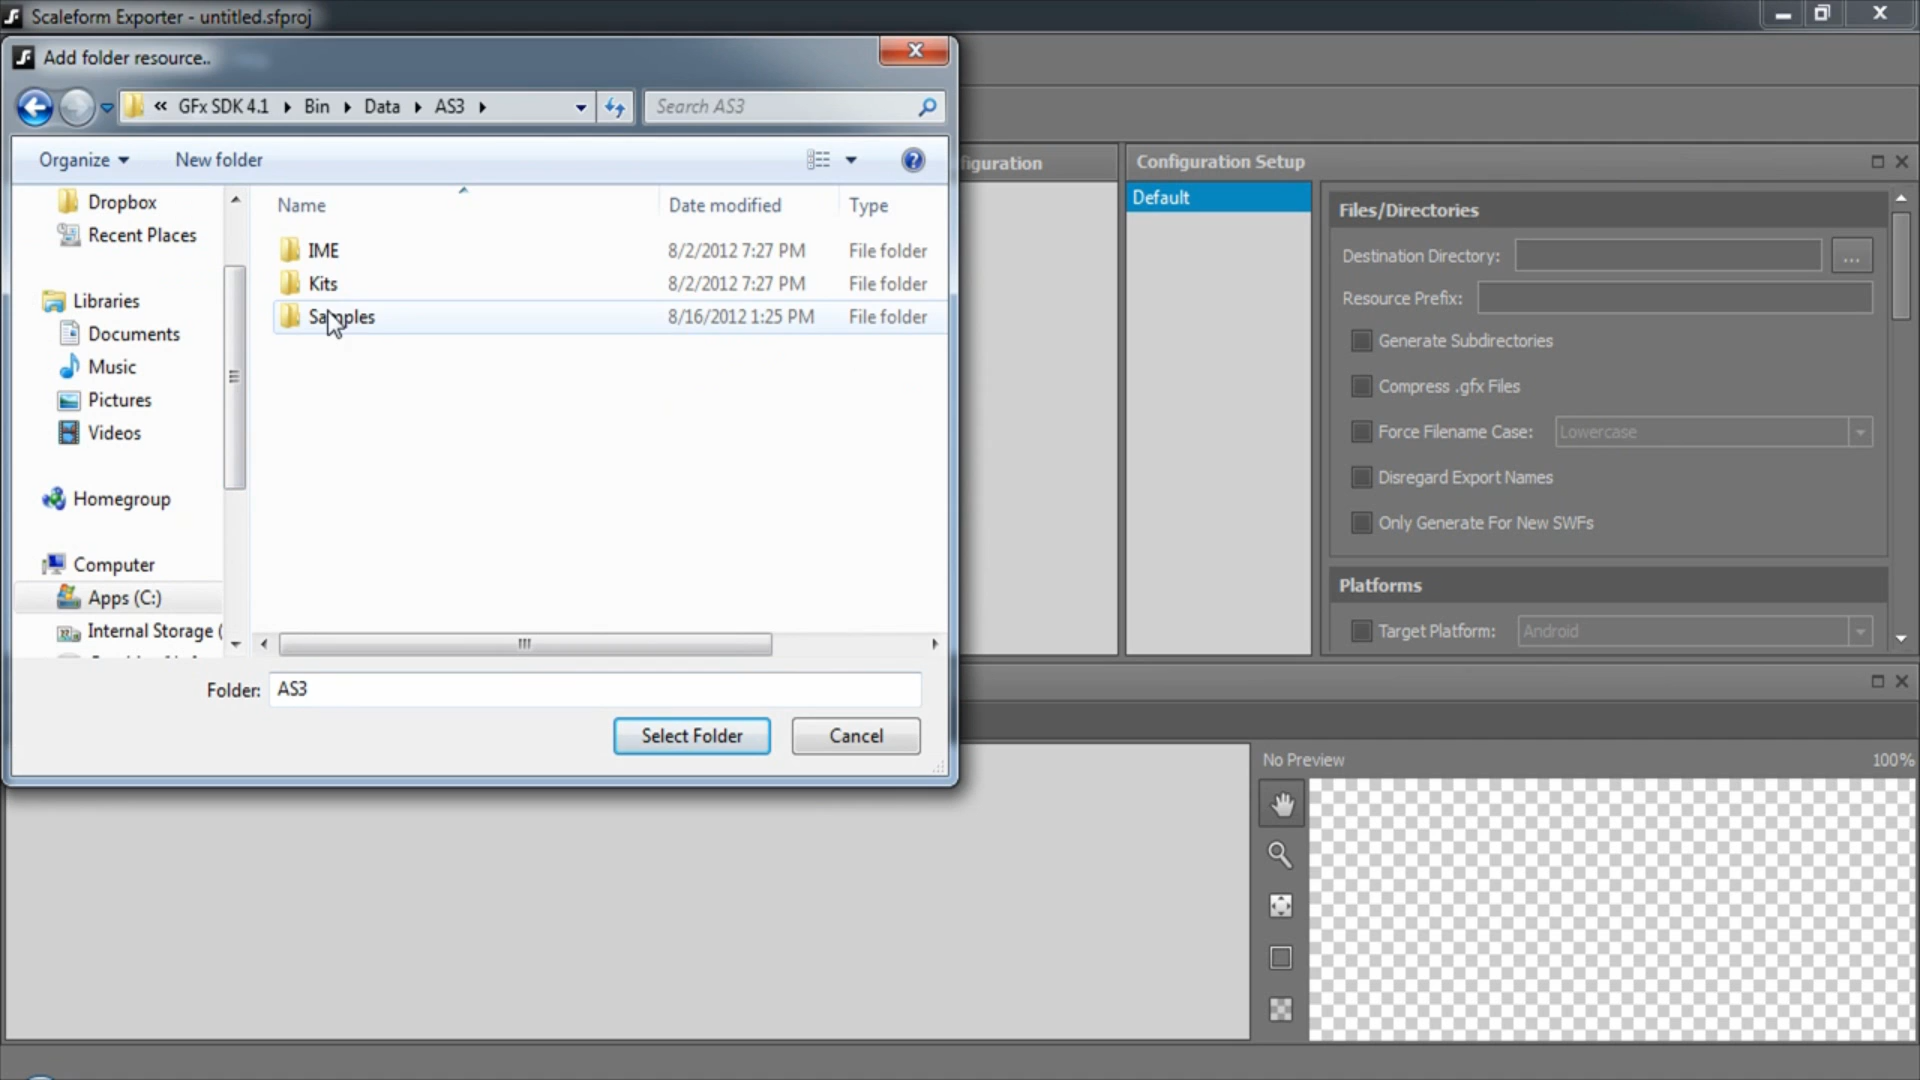 Scaleform Exporter - untitled.sfproj
Add folder resource..
« GFx SDK 4.1 Bin Data AS3
Search AS3
Organize
New folder
Configuration Setup
Default
Files/Directories
Destination Directory:
...
Resource Prefix:
Generate Subdirectories
Compress .gfx Files
Force Filename Case: Lowercase
Disregard Export Names
Only Generate For New SWFs
Platforms
Target Platform: Android
Dropbox
Recent Places
Libraries
Documents
Music
Pictures
Videos
Homegroup
Computer
Apps (C:)
Internal Storage (
Name Date modified Type
IME 8/2/2012 7:27 PM File folder
Kits 8/2/2012 7:27 PM File folder
Samples 8/16/2012 1:25 PM File folder
Folder: AS3
Select Folder
Cancel
No Preview
100%